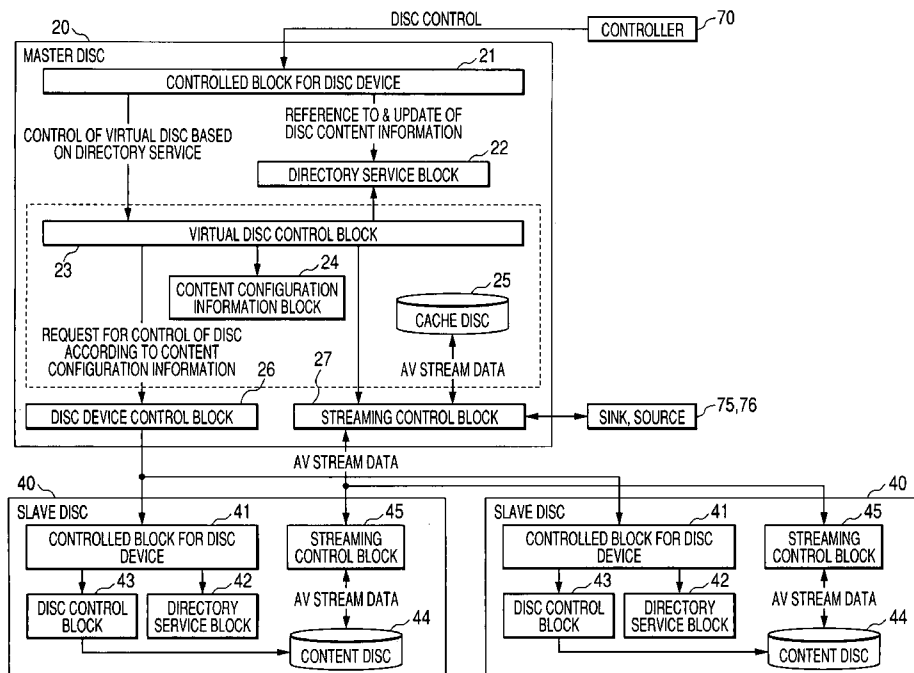 DISC CONTROL
70
CONTROLLER
20
MASTER DISC
21
CONTROLLED BLOCK FOR DISC DEVICE
CONTROL OF VIRTUAL DISC BASED
ON DIRECTORY SERVICE
REFERENCE TO & UPDATE OF
DISC CONTENT INFORMATION
22
DIRECTORY SERVICE BLOCK
VIRTUAL DISC CONTROL BLOCK
23
24
CONTENT CONFIGURATION
INFORMATION BLOCK
25
CACHE DISC
REQUEST FOR CONTROL OF DISC
ACCORDING TO CONTENT
CONFIGURATION INFORMATION
AV STREAM DATA
26
DISC DEVICE CONTROL BLOCK
27
STREAMING CONTROL BLOCK
SINK, SOURCE
75,76
AV STREAM DATA
40
SLAVE DISC
41
CONTROLLED BLOCK FOR DISC
DEVICE
45
STREAMING
CONTROL BLOCK
43
DISC CONTROL
BLOCK
42
DIRECTORY
SERVICE BLOCK
AV STREAM DATA
44
CONTENT DISC
40
SLAVE DISC
41
CONTROLLED BLOCK FOR DISC
DEVICE
45
STREAMING
CONTROL BLOCK
43
DISC CONTROL
BLOCK
42
DIRECTORY
SERVICE BLOCK
AV STREAM DATA
44
CONTENT DISC